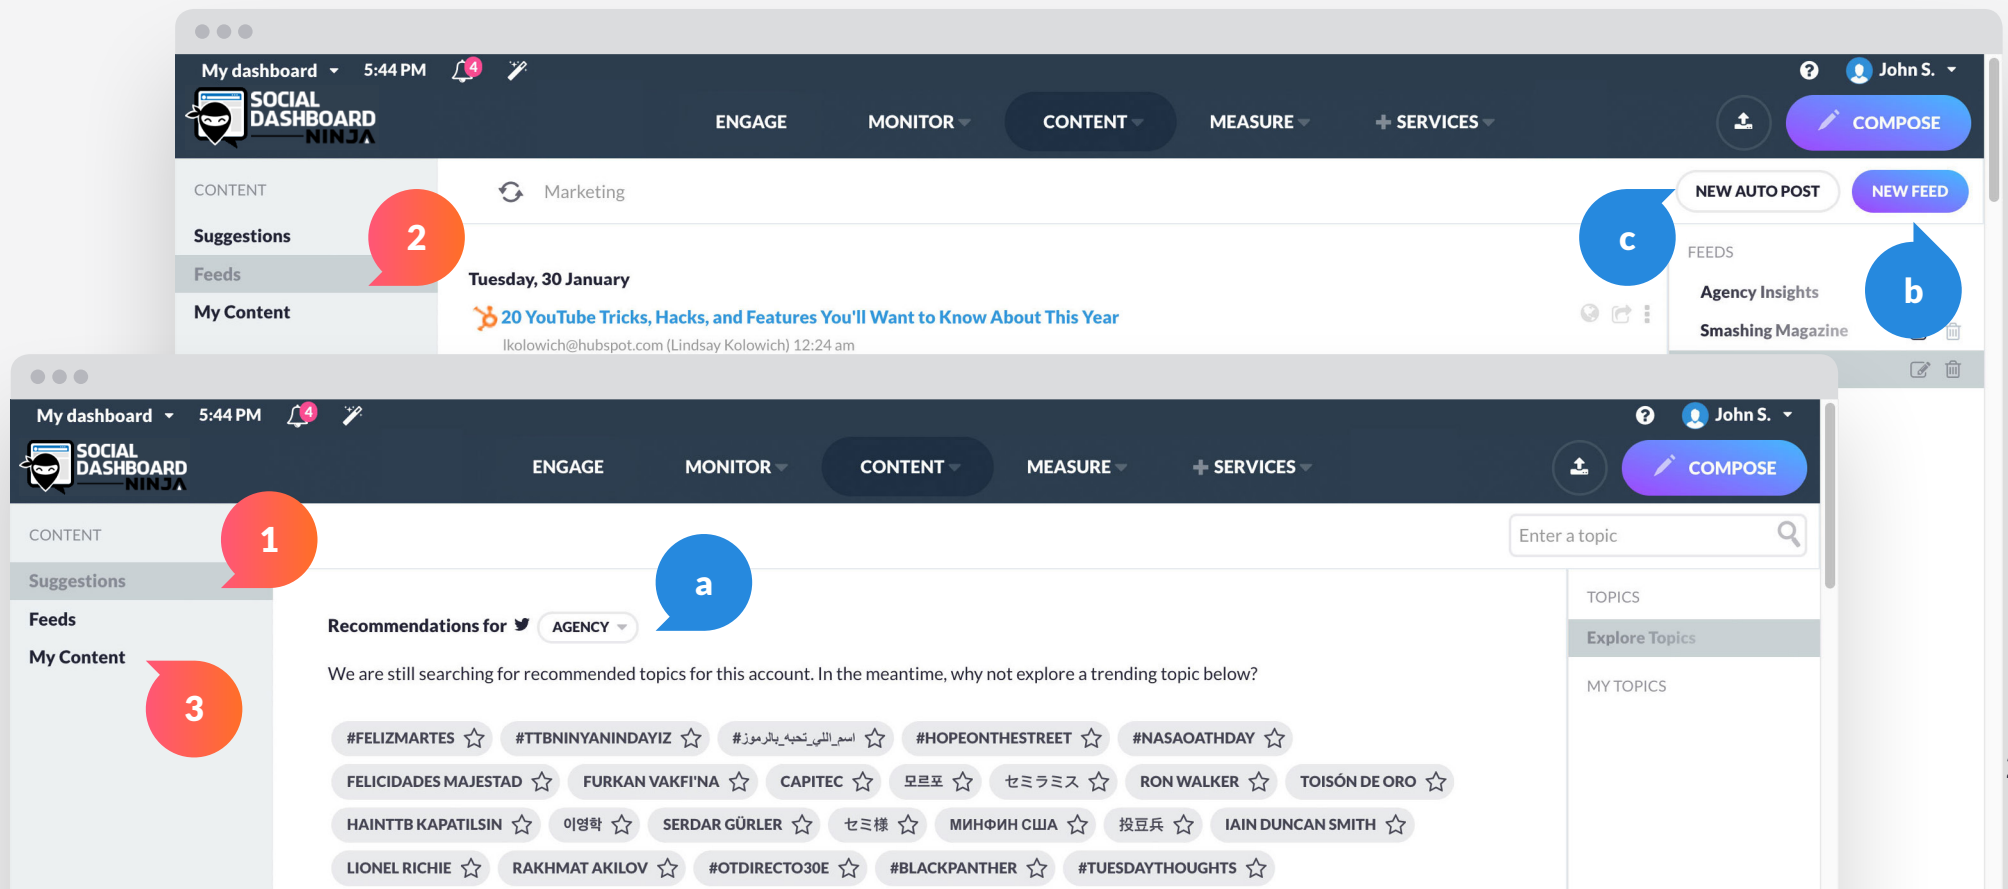 My dashboard 5:44 PM 4 ? John S.
SOCIAL
DASHBOARD
NINJA
ENGAGE MONITOR CONTENT MEASURE + SERVICES COMPOSE
CONTENT
Suggestions
Feeds
My Content
2
Marketing
NEW AUTO POST NEW FEED
c
b
FEEDS
Agency Insights
Smashing Magazine
Tuesday, 30 January
20 YouTube Tricks, Hacks, and Features You'll Want to Know About This Year
lkolowich@hubspot.com (Lindsay Kolowich) 12:24 am
My dashboard 5:44 PM 4 ? John S.
SOCIAL
DASHBOARD
NINJA
ENGAGE MONITOR CONTENT MEASURE + SERVICES COMPOSE
CONTENT
1
Suggestions
Feeds
My Content
3
Enter a topic
a
Recommendations for AGENCY
We are still searching for recommended topics for this account. In the meantime, why not explore a trending topic below?
#FELIZMARTES #TTBNINYANINDAYIZ #اسم_اللي_تحبه_بالرموز #HOPEONTHESTREET #NASAOATHDAY
FELICIDADES MAJESTAD FURKAN VAKFI'NA CAPITEC 모르포 セミラミス RON WALKER TOISÓN DE ORO
HAINTTB KAPATILSIN 이영학 SERDAR GÜRLER セミ様 МИНФИН США 投豆兵 IAIN DUNCAN SMITH
LIONEL RICHIE RAKHMAT AKILOV #OTDIRECTO30E #BLACKPANTHER #TUESDAYTHOUGHTS
TOPICS
Explore Topics
MY TOPICS